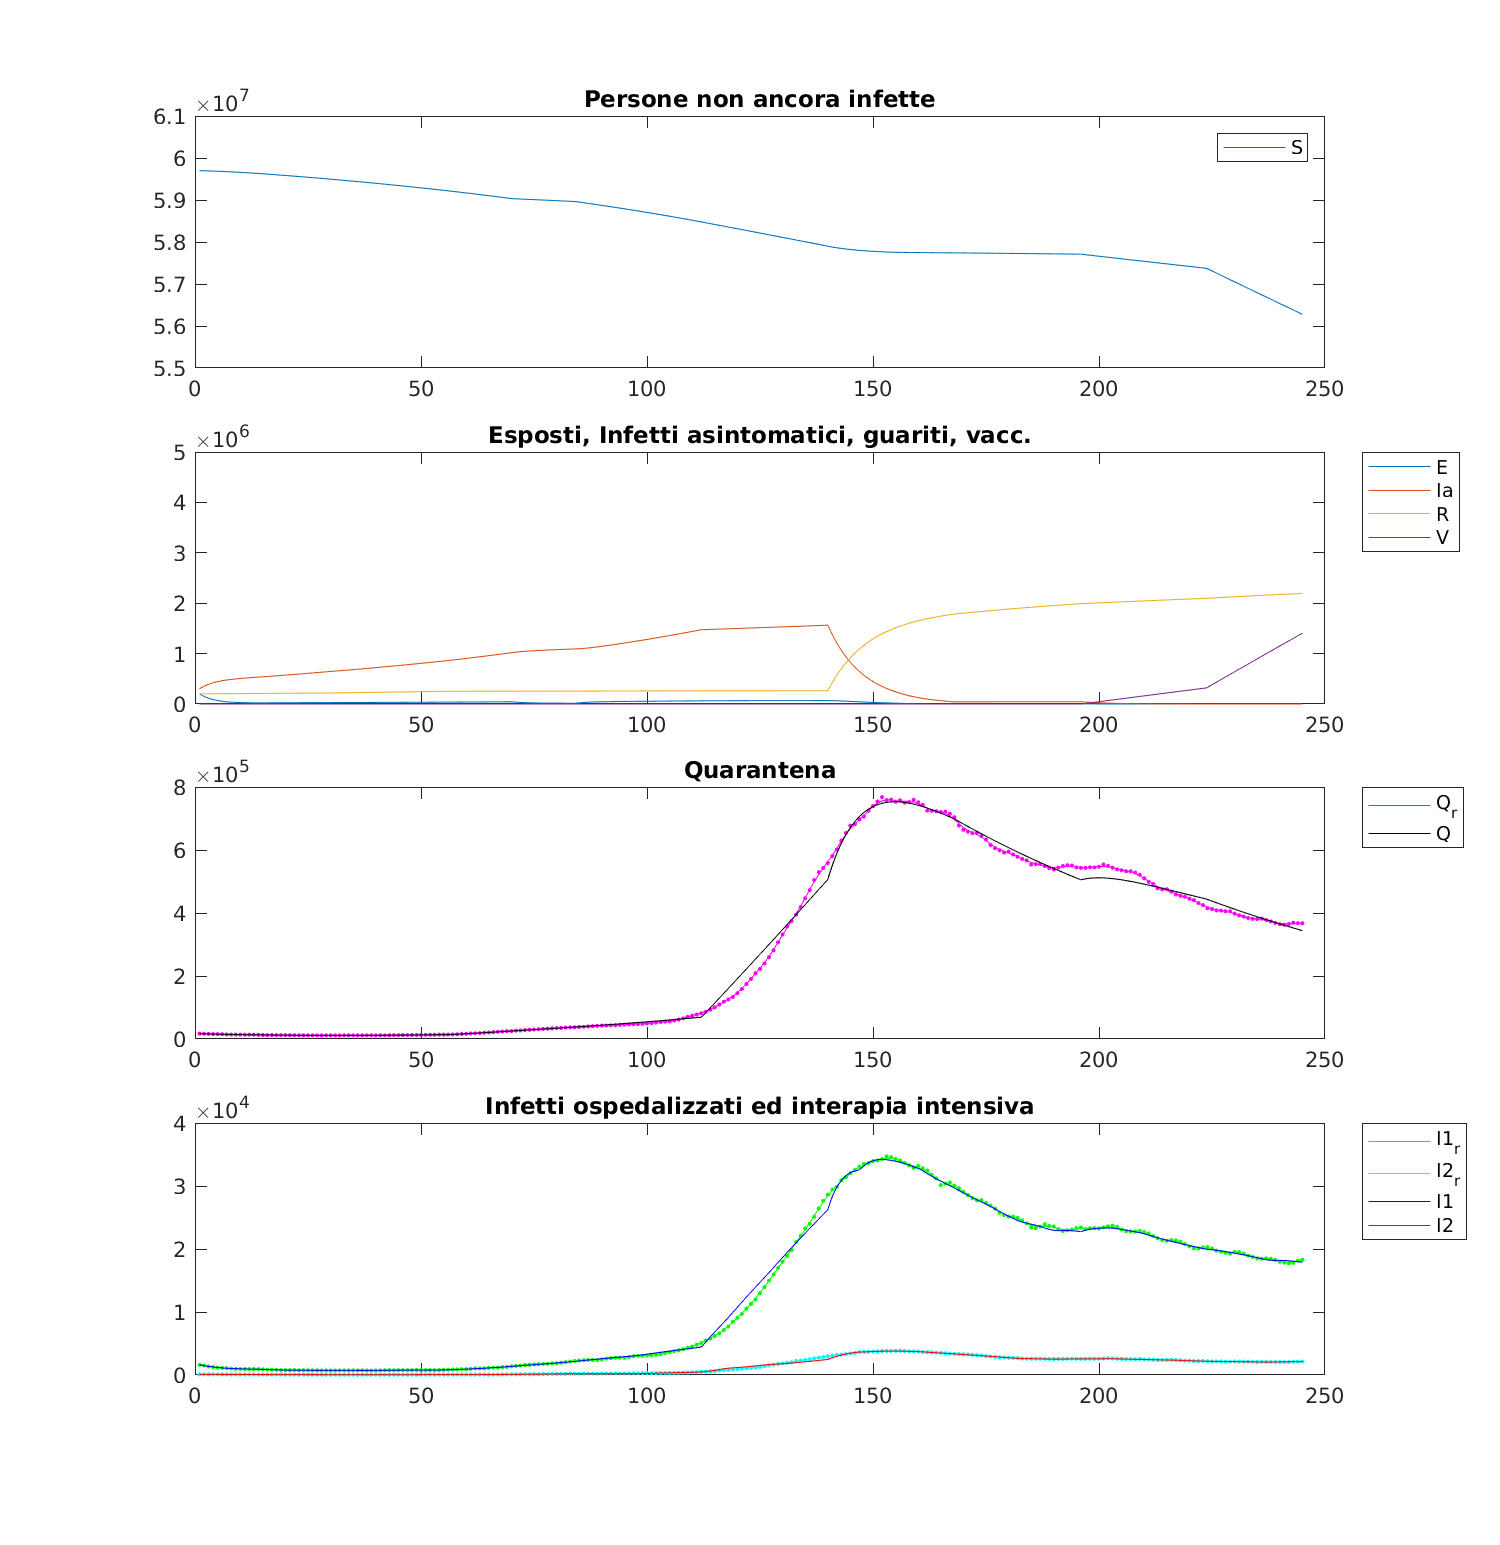 Persone non ancora infette
×10^7
6.1
6
5.9
5.8
5.7
5.6
5.5
0 50 100 150 200 250
S
Esposti, Infetti asintomatici, guariti, vacc.
×10^6
5
4
3
2
1
0
0 50 100 150 200 250
E
Ia
R
V
Quarantena
×10^5
8
6
4
2
0
0 50 100 150 200 250
Q_r
Q
Infetti ospedalizzati ed interapia intensiva
×10^4
4
3
2
1
0
0 50 100 150 200 250
I1_r
I2_r
I1
I2